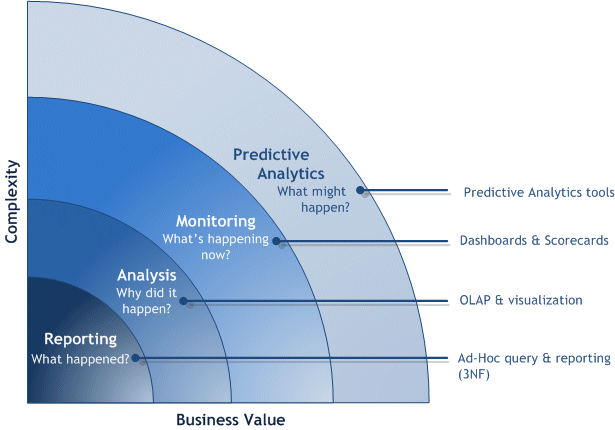 Complexity
Predictive
Analytics
What might
happen?
Predictive Analytics tools
Monitoring
What's happening
now?
Dashboards & Scorecards
Analysis
Why did it
happen?
OLAP & visualization
Reporting
What happened?
Ad-Hoc query & reporting
(3NF)
Business Value